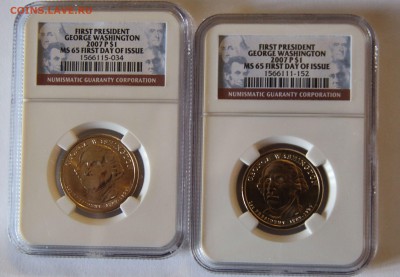 COINS.LAVE.RU
FIRST PRESIDENT
GEORGE WASHINGTON
2007 P $1
MS 65 FIRST DAY OF ISSUE
1566115-034
NUMISMATIC GUARANTY CORPORATION
GEORGE WASHINGTON
FIRST PRESIDENT
GEORGE WASHINGTON
2007 P $1
MS 65 FIRST DAY OF ISSUE
1566111-152
NUMISMATIC GUARANTY CORPORATION
GEORGE WASHINGTON